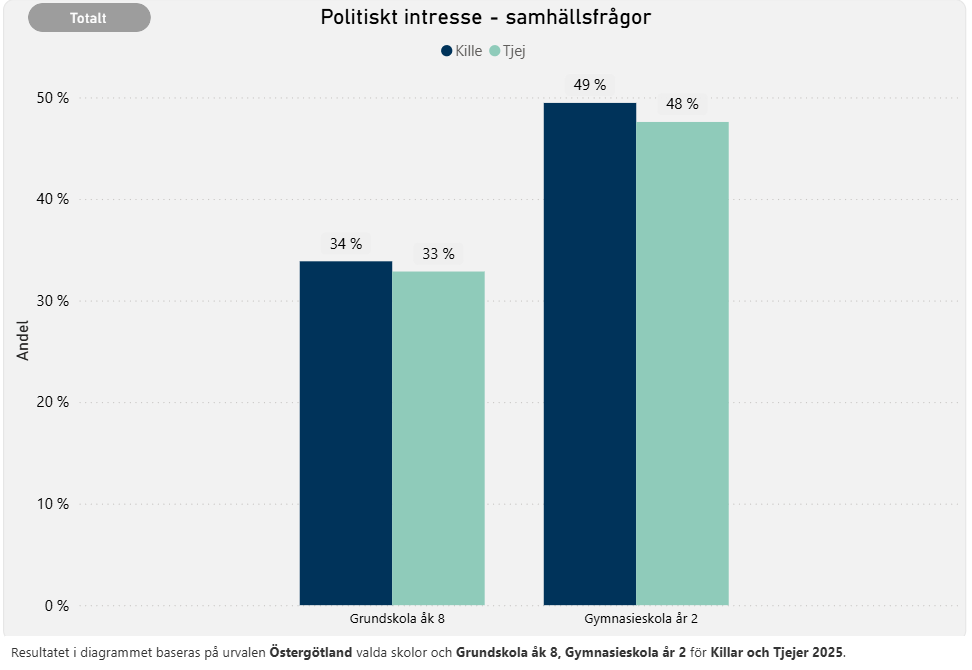 Totalt
Politiskt intresse - samhällsfrågor
Kille Tjej
50 %
40 %
30 %
20 %
10 %
0 %
Andel
34 %
33 %
49 %
48 %
Grundskola åk 8
Gymnasieskola år 2
Resultatet i diagrammet baseras på urvalen Östergötland valda skolor och Grundskola åk 8, Gymnasieskola år 2 för Killar och Tjejer 2025.